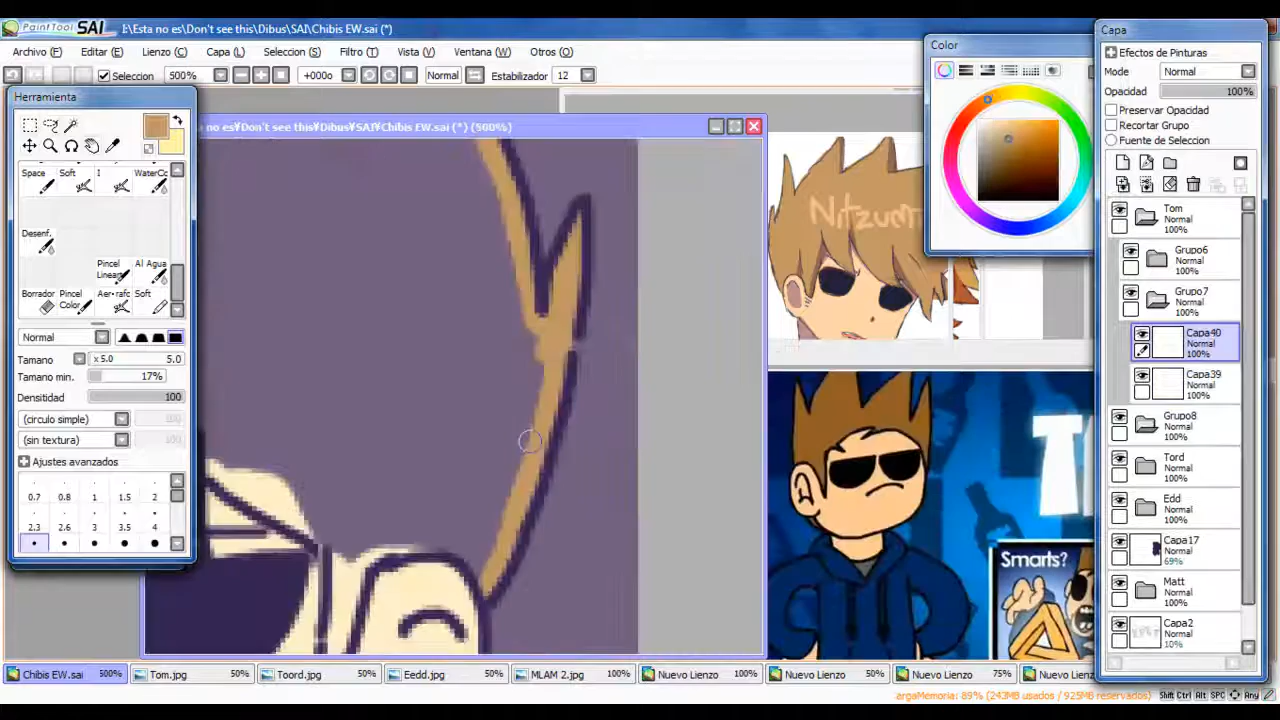 PaintTool SAI E:\Esta no es\Don't see this\Dibus\SAI\Chibis EW.sai (*)
Archivo (F) Editar (E) Lienzo (C) Capa (L) Seleccion (S) Filtro (T) Vista (V) Ventana (W) Otros (O)
Seleccion 500% +000º Normal Estabilizador 12
Herramienta
a no es¥Don't see this¥Dibus¥SAI¥Chibis EW.sai (*) (500%)
Space Soft I WaterCo
Desenf.
Pincel Linear Al Agua
Borrador Pincel Color Aer-rafc Soft
Normal
Tamano x 5.0 5.0
Tamano min. 17%
Densidad 100
(circulo simple) 100
(sin textura) 100
Ajustes avanzados
0.7 0.8 1 1.5 2
2.3 2.6 3 3.5 4
Smarts?
Color
Capa
Efectos de Pinturas
Mode Normal
Opacidad 100%
Preservar Opacidad
Recortar Grupo
Fuente de Seleccion
Tom
Normal
100%
Grupo6
Normal
100%
Grupo7
Normal
100%
Capa40
Normal
100%
Capa39
Normal
100%
Grupo8
Normal
100%
Tord
Normal
100%
Edd
Normal
100%
Capa17
Normal
69%
Matt
Normal
100%
Capa2
Normal
10%
Chibis EW.sai 500% Tom.jpg 50% Toord.jpg 50% Eedd.jpg 50% MLAM 2.jpg 100% Nuevo Lienzo 100% Nuevo Lienzo 50% Nuevo Lienzo 75% Nuevo Lien
argaMemoria: 89% (243MB usados / 925MB reservados) Shift Ctrl Alt SPC Any